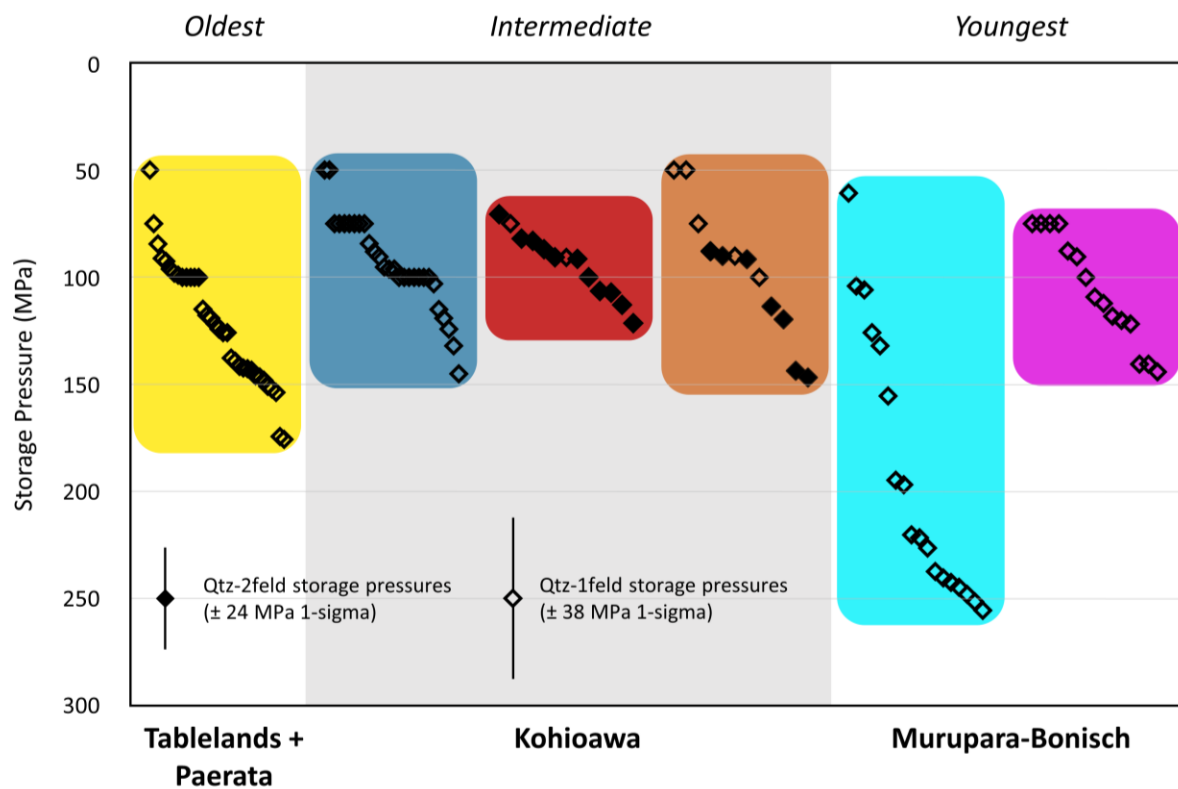 Oldest
Intermediate
Youngest
0
50
100
150
200
250
300
Storage Pressure (MPa)
Qtz-2feld storage pressures
(± 24 MPa 1-sigma)
Qtz-1feld storage pressures
(± 38 MPa 1-sigma)
Tablelands +
Paerata
Kohioawa
Murupara-Bonisch